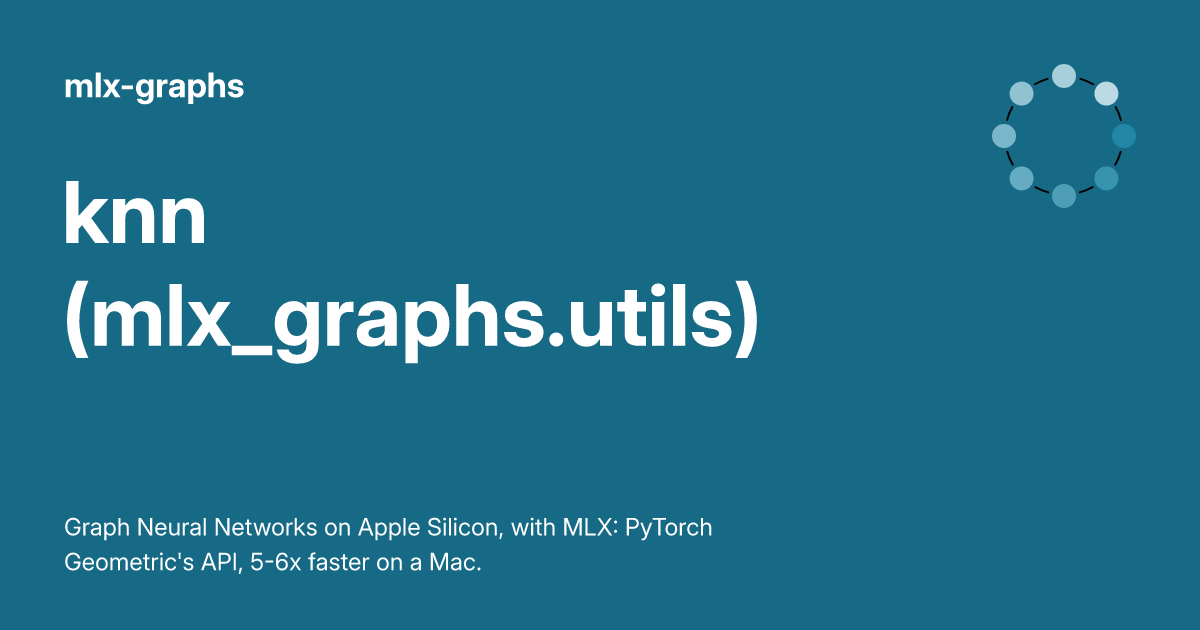 mlx-graphs
knn
(mlx_graphs.utils)
Graph Neural Networks on Apple Silicon, with MLX: PyTorch
Geometric's API, 5-6x faster on a Mac.